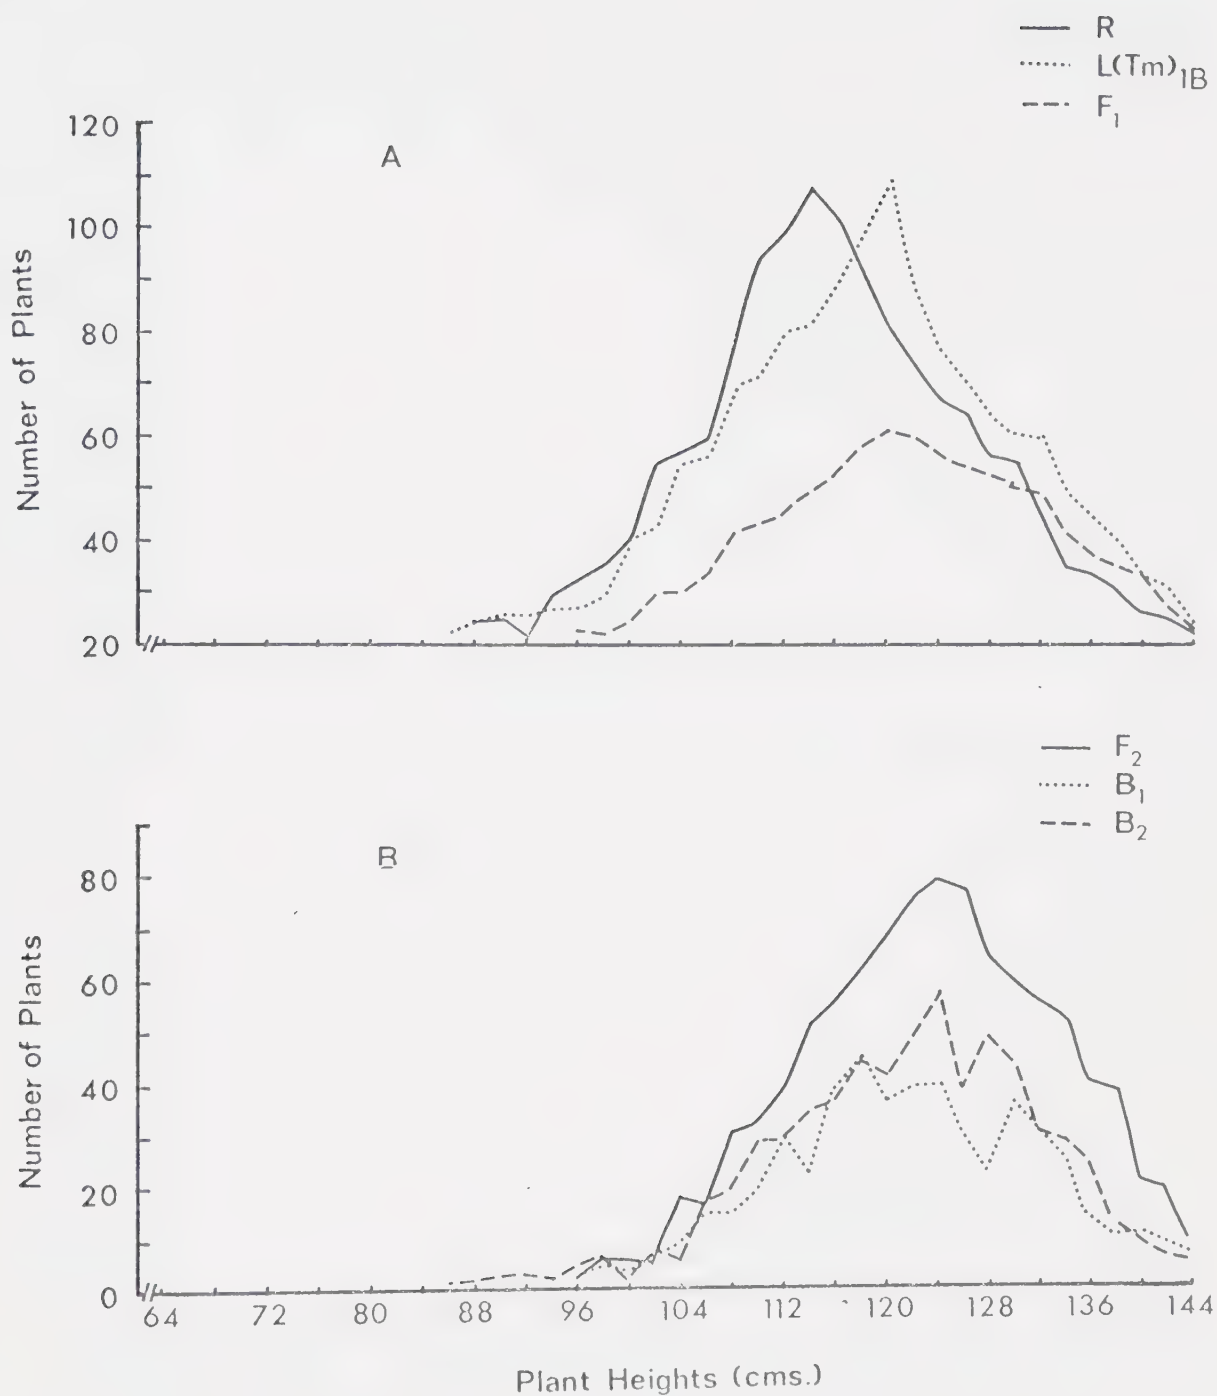 R
L(Tm)1B
F1
A
120
100
80
60
40
20
Number of Plants
F2
B1
B2
B
80
60
40
20
0
Number of Plants
64 72 80 88 96 104 112 120 128 136 144
Plant Heights (cms.)